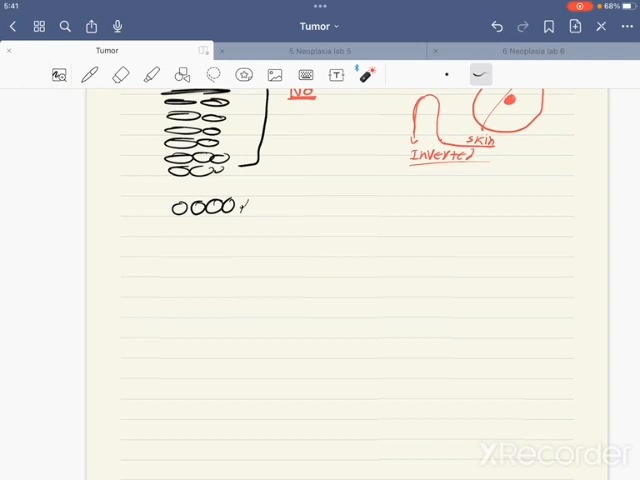 5:41
68%
Tumor
Tumor
5 Neoplasia lab 5
6 Neoplasia lab 6
No
skin
Inverted
XRecorder